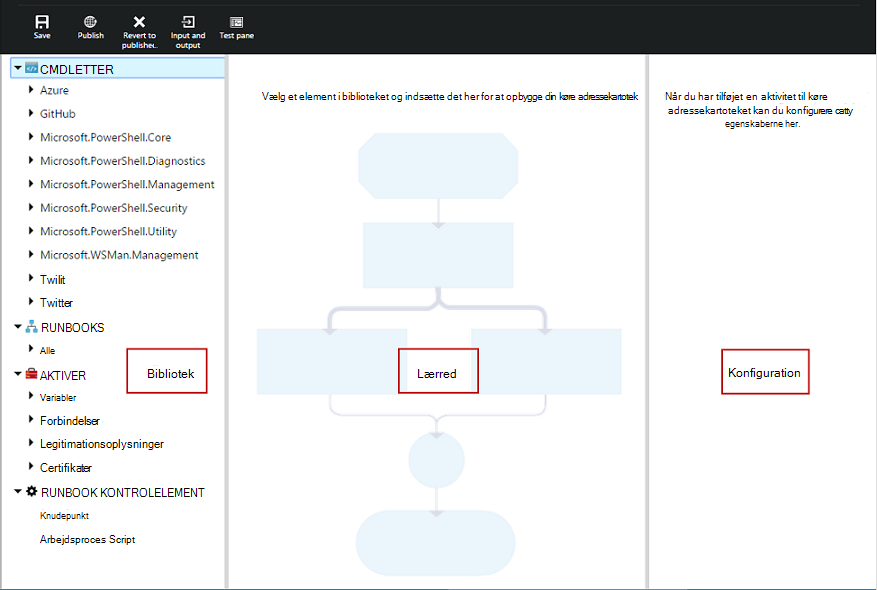 Save
Publish
Revert to
publishe..
Input and
output
Test pane
CMDLETTER
Azure
GitHub
Microsoft.PowerShell.Core
Microsoft.PowerShell.Diagnostics
Microsoft.PowerShell.Management
Microsoft.PowerShell.Security
Microsoft.PowerShell.Utility
Microsoft.WSMan.Management
Twilit
Twitter
RUNBOOKS
Alle
AKTIVER
Variabler
Forbindelser
Legitimationsoplysninger
Certifikater
RUNBOOK KONTROLELEMENT
Knudepunkt
Arbejdsproces Script
Bibliotek
Vælg et element i biblioteket og indsætte det her for at opbygge din køre adressekartotek
Lærred
Når du har tilføjet en aktivitet til køre
adressekartoteket kan du konfigurere catty
egenskaberne her.
Konfiguration